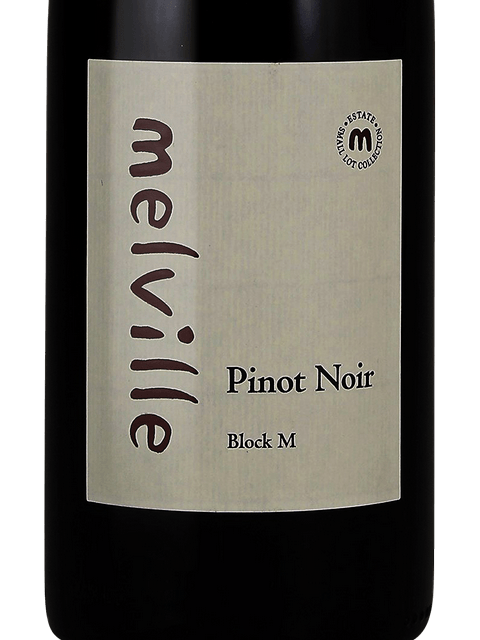 melville
• ESTATE •
SMALL LOT COLLECTION
m
Pinot Noir
Block M